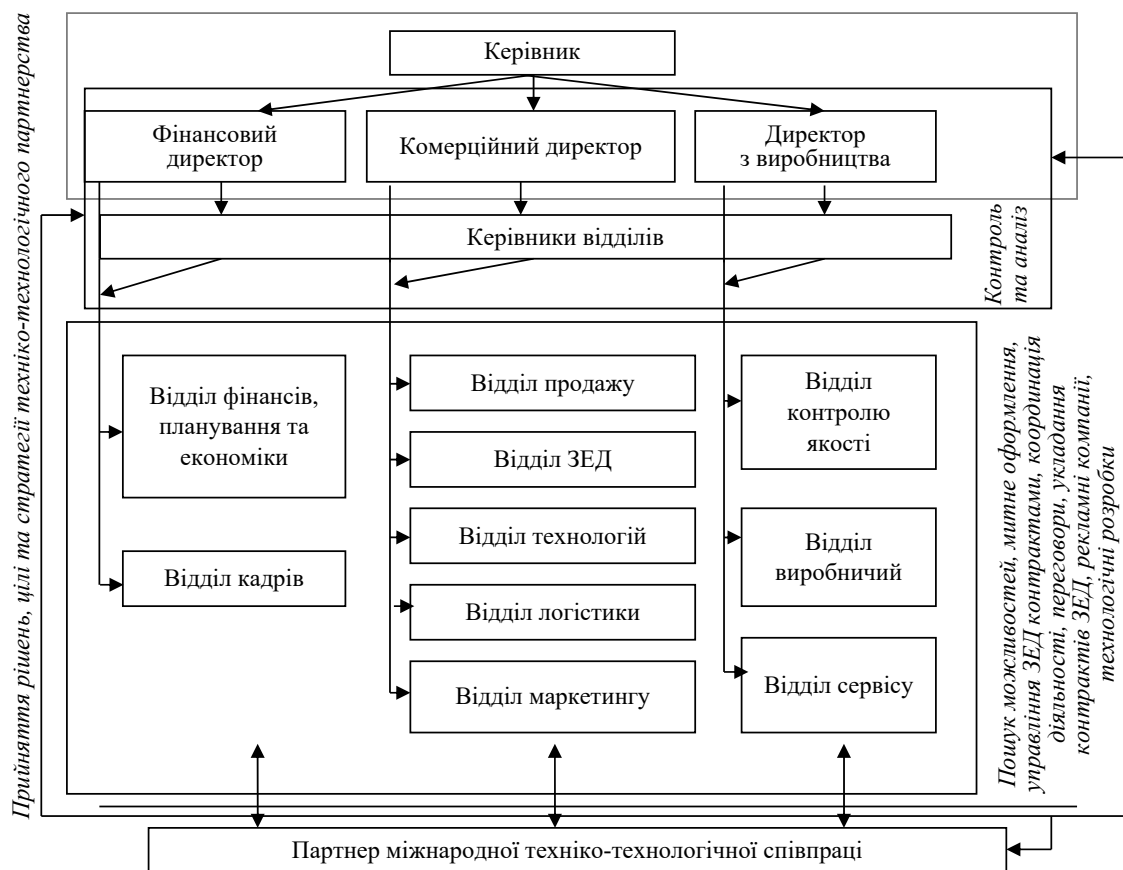 Прийняття рішень, цілі та стратегії техніко-технологічного партнерства
Керівник
Фінансовий
директор
Комерційний директор
Директор
з виробництва
Керівники відділів
Контроль
та аналіз
Відділ фінансів,
планування та
економіки
Відділ кадрів
Відділ продажу
Відділ ЗЕД
Відділ технологій
Відділ логістики
Відділ маркетингу
Відділ
контролю
якості
Відділ
виробничий
Відділ сервісу
Пошук можливостей, митне оформлення,
управління ЗЕД контрактами, координація
діяльності, переговори, укладання
контрактів ЗЕД, рекламні компанії,
технологічні розробки
Партнер міжнародної техніко-технологічної співпраці